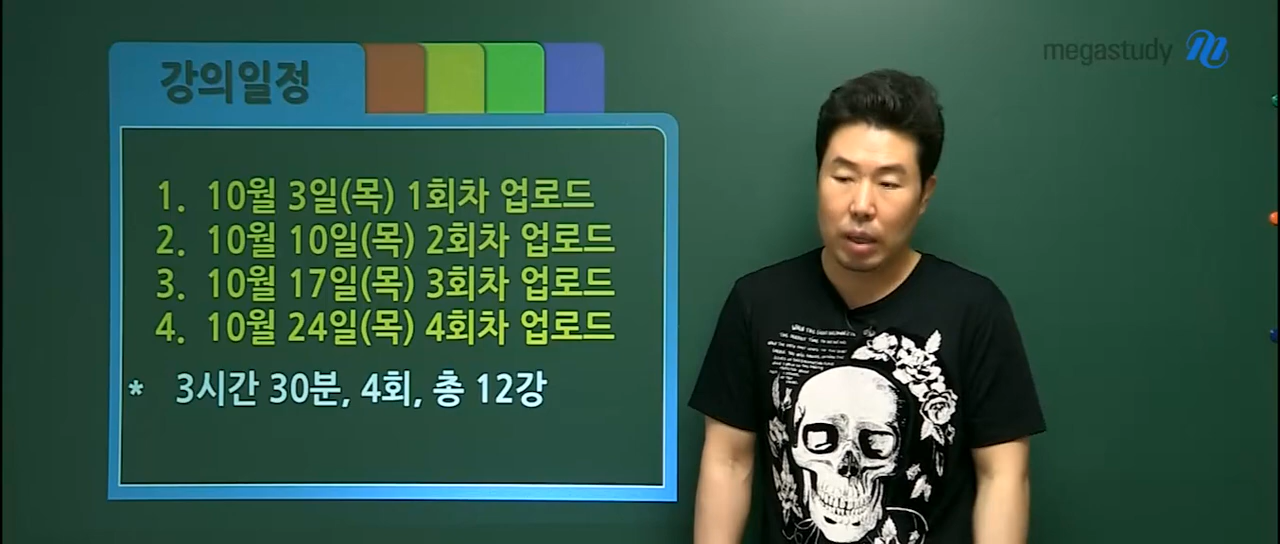 megastudy
강의일정
1. 10월 3일(목) 1회차 업로드
2. 10월 10일(목) 2회차 업로드
3. 10월 17일(목) 3회차 업로드
4. 10월 24일(목) 4회차 업로드
* 3시간 30분, 4회, 총 12강